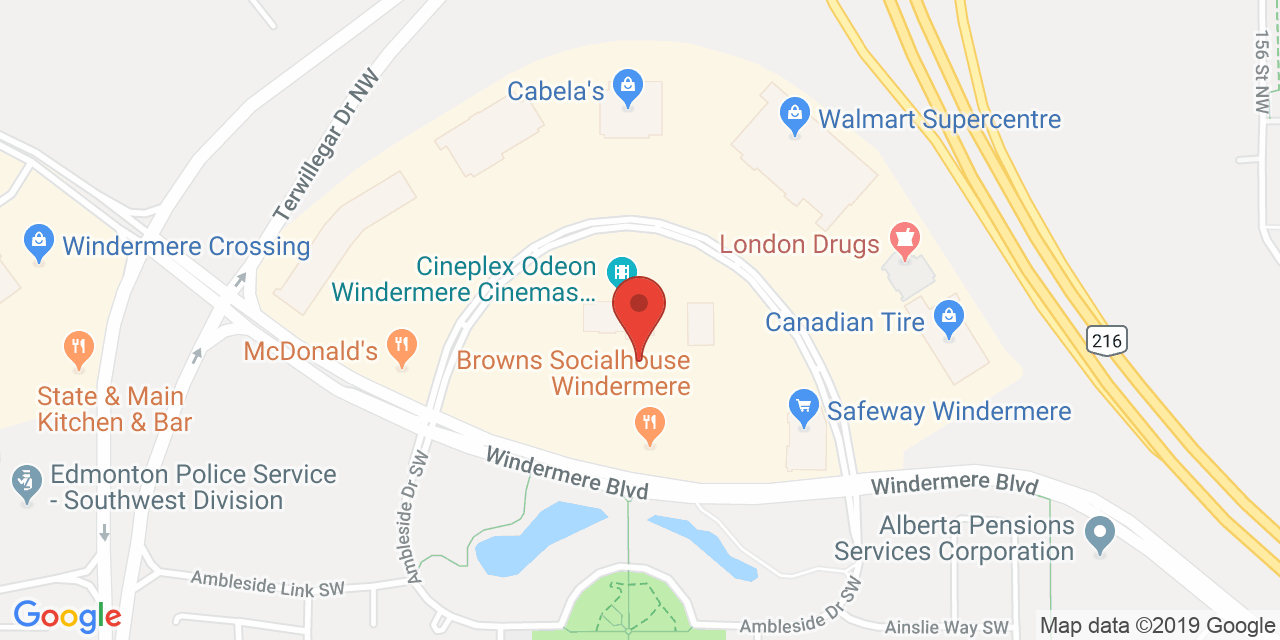 156 St NW
Terwillegar Dr NW
Cabela's
Walmart Supercentre
Windermere Crossing
London Drugs
Cineplex Odeon
Windermere Cinemas...
Canadian Tire
216
McDonald's
Browns Socialhouse
Windermere
State & Main
Kitchen & Bar
Safeway Windermere
Edmonton Police Service
- Southwest Division
Ambleside Dr SW
Windermere Blvd
Windermere Blvd
Alberta Pensions
Services Corporation
Ambleside Link SW
Ambleside Dr SW
Ainslie Way SW
Google
Map data ©2019 Google